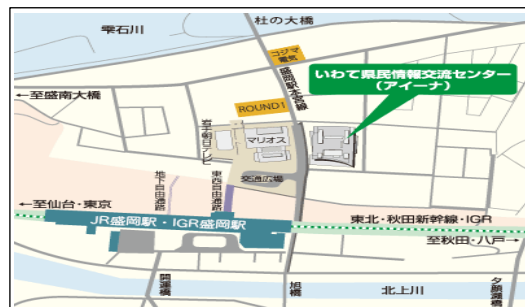 雫石川
杜の大橋
コジマ
電気
盛岡駅本宮線
いわて県民情報交流センター
（アイーナ）
←至盛南大橋
ROUND1
マリオス
岩手朝日テレビ
交通広場
地下自由通路
東西自由通路
←至仙台・東京
JR盛岡駅・IGR盛岡駅
東北・秋田新幹線・IGR
至秋田・八戸→
開運橋
旭橋
北上川
夕顔瀬橋